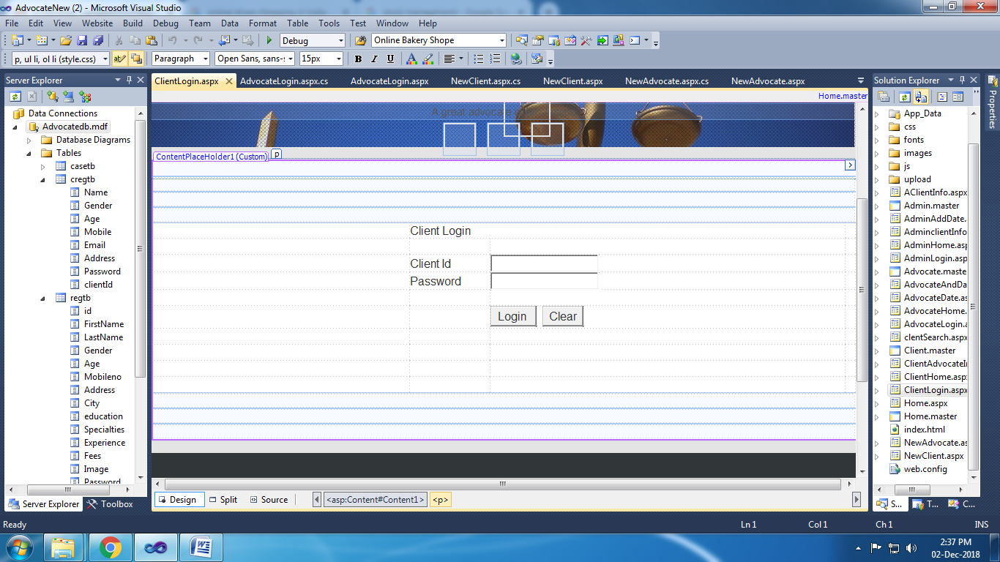 AdvocateNew (2) - Microsoft Visual Studio
File Edit View Website Build Debug Team Data Format Table Tools Test Window Help
Debug Online Bakery Shope
p, ul li, ol li (style.css) Paragraph Open Sans, sans-s 15px B I U
Server Explorer
Data Connections
Advocatedb.mdf
Database Diagrams
Tables
casetb
cregtb
Name
Gender
Age
Mobile
Email
Address
Password
clientId
regtb
id
FirstName
LastName
Gender
Age
Mobileno
Address
City
education
Specialties
Experience
Fees
Image
Password
Server Explorer Toolbox
ClientLogin.aspx AdvocateLogin.aspx.cs AdvocateLogin.aspx NewClient.aspx.cs NewClient.aspx NewAdvocate.aspx.cs NewAdvocate.aspx
Home.master
A great advocate
ContentPlaceHolder1 (Custom) p
Client Login
Client Id
Password
Login Clear
Design Split Source <asp:Content#Content1> <p>
Solution Explorer
App_Data
css
fonts
images
js
upload
AClientInfo.aspx
Admin.master
AdminAddDate.
AdminclientInfo
AdminHome.asp
AdminLogin.asp
Advocate.maste
AdvocateAndDa
AdvocateDate.a
AdvocateHome.
AdvocateLogin.a
clentSearch.aspx
Client.master
ClientAdvocateI
ClientHome.asp
ClientLogin.aspx
Home.aspx
Home.master
index.html
NewAdvocate.as
NewClient.aspx
web.config
S... T... C...
Properties
Ready Ln 1 Col 1 Ch 1 INS
2:37 PM
02-Dec-2018